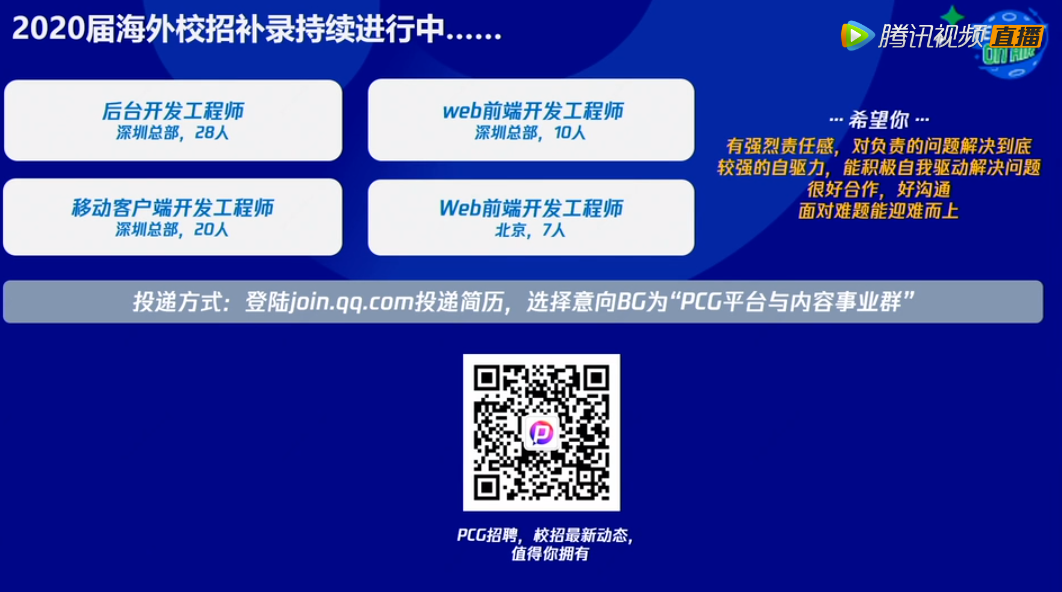 2020届海外校招补录持续进行中……
腾讯视频 直播
ON AIR
后台开发工程师
深圳总部，28人
web前端开发工程师
深圳总部，10人
移动客户端开发工程师
深圳总部，20人
Web前端开发工程师
北京，7人
··· 希望你 ···
有强烈责任感，对负责的问题解决到底
较强的自驱力，能积极自我驱动解决问题
很好合作，好沟通
面对难题能迎难而上
投递方式：登陆join.qq.com投递简历，选择意向BG为“PCG平台与内容事业群”
PCG招聘，校招最新动态，
值得你拥有